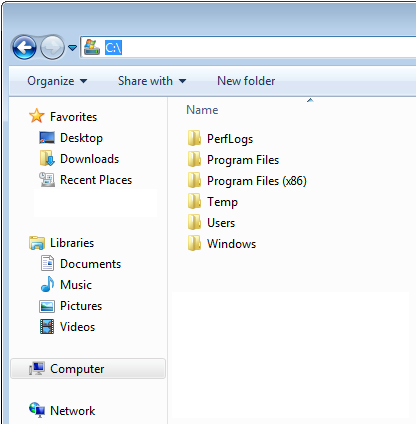 C:\
Organize Share with New folder
Favorites
Desktop
Downloads
Recent Places
Libraries
Documents
Music
Pictures
Videos
Computer
Network
Name
PerfLogs
Program Files
Program Files (x86)
Temp
Users
Windows